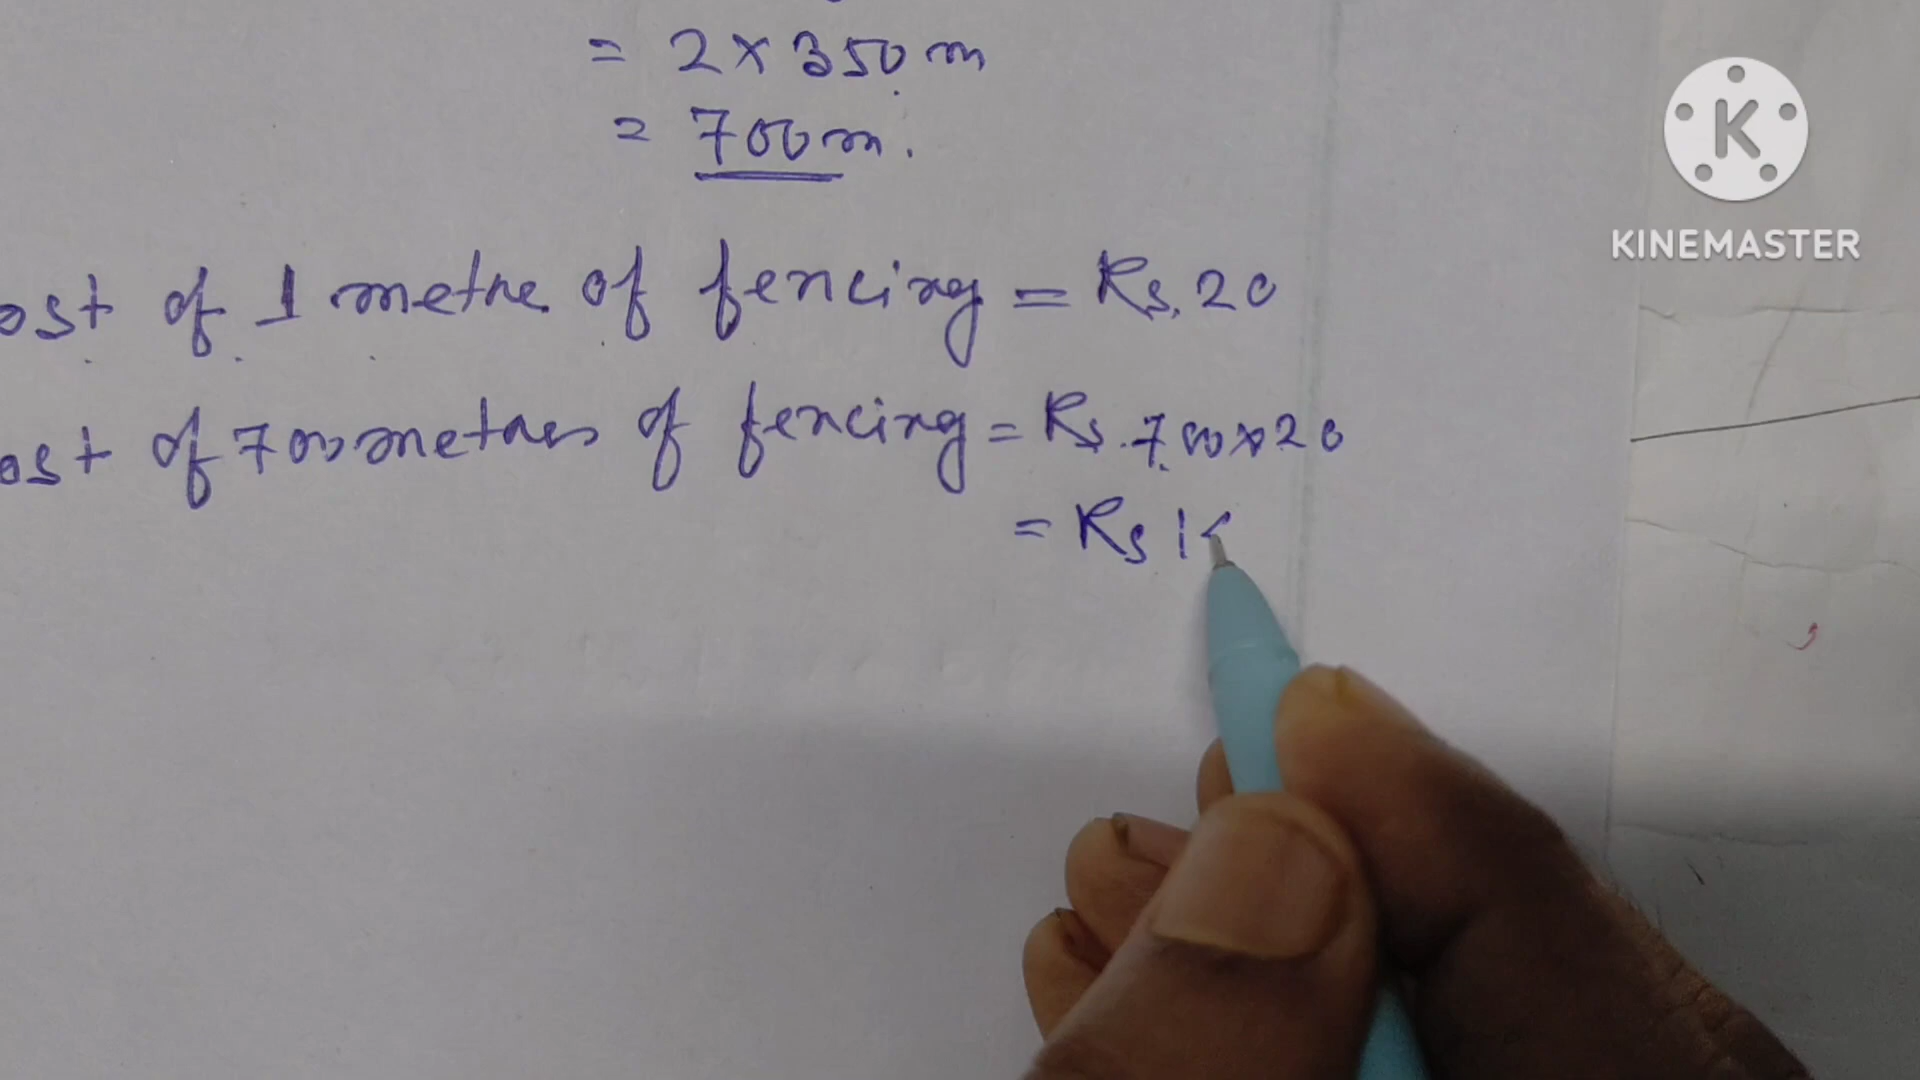 = 2 × 350 m
= 700 m.
ost of 1 metre of fencing = Rs. 20
ost of 700 metres of fencing = Rs. 700 × 20
= Rs 1
K
KINEMASTER